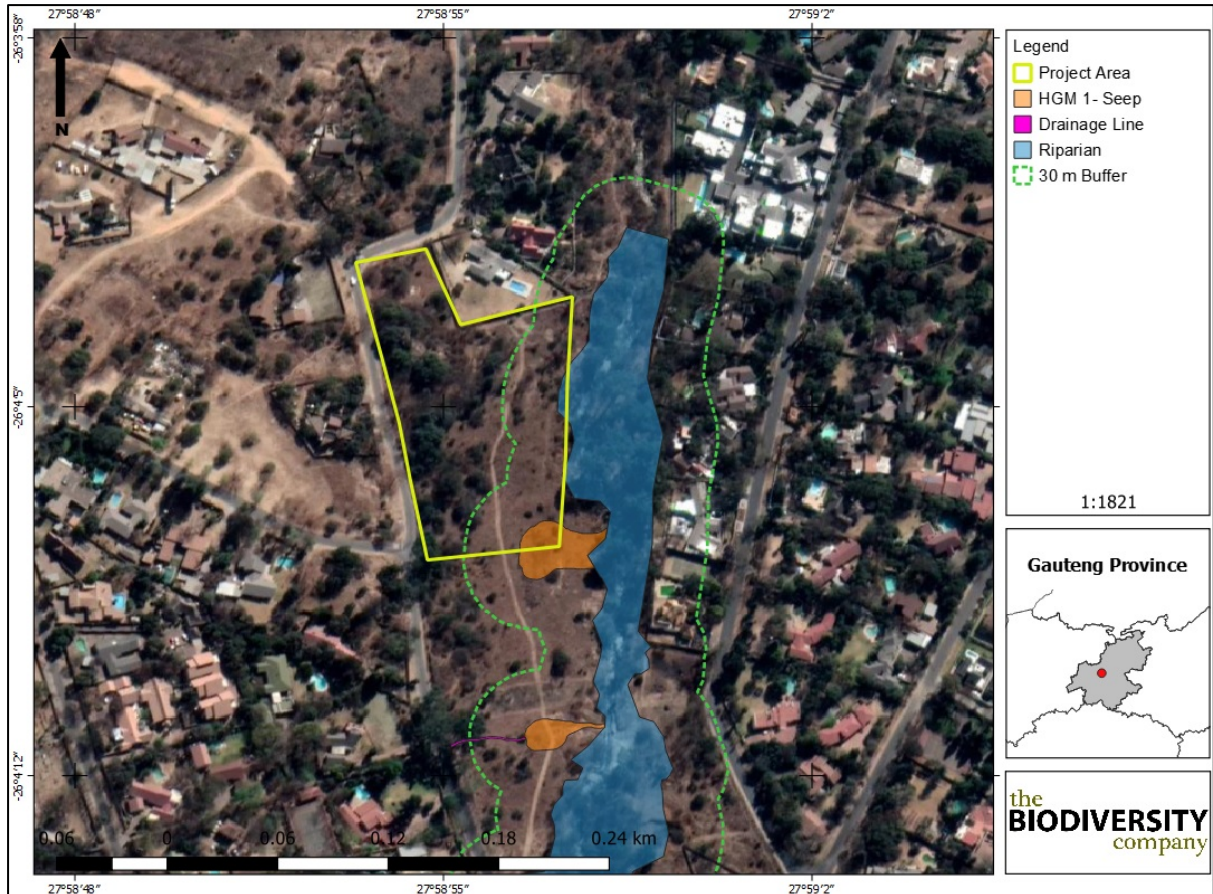 27°58'48" 27°58'55" 27°59'2"
-26°3'58"
N
-26°4'5"
-26°4'12"
0.06 0 0.06 0.12 0.18 0.24 km
27°58'48" 27°58'55" 27°59'2"
Legend
Project Area
HGM 1- Seep
Drainage Line
Riparian
30 m Buffer
1:1821
Gauteng Province
the
BIODIVERSITY
company